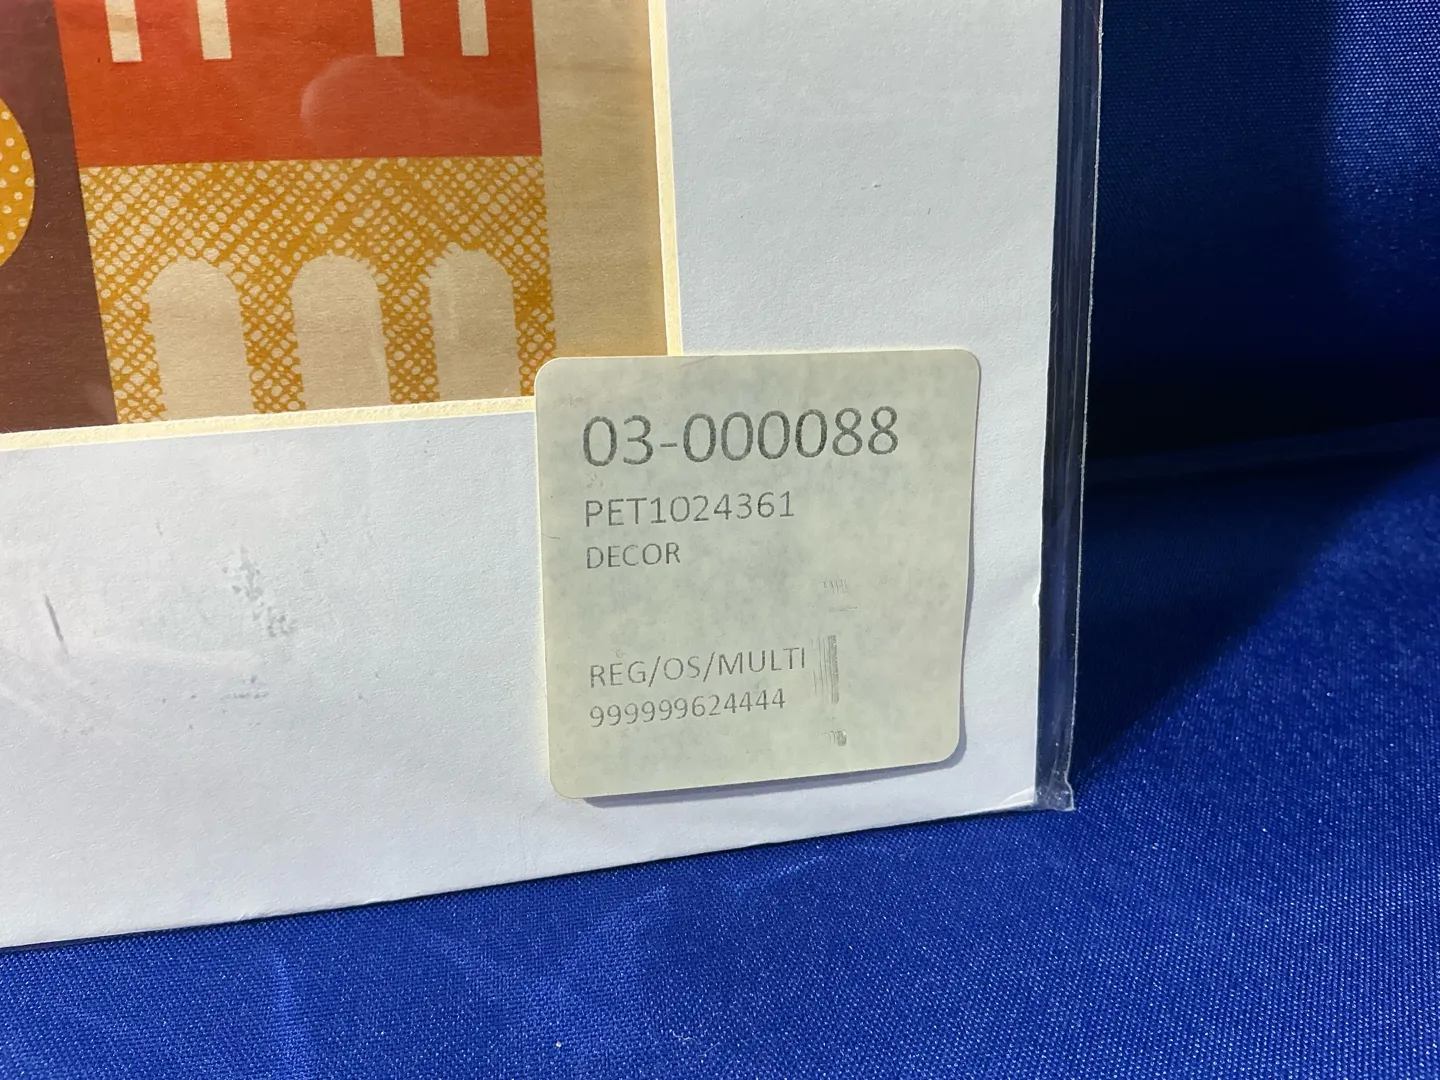 03-000088
PET1024361
DECOR
REG/OS/MULTI
999999624444